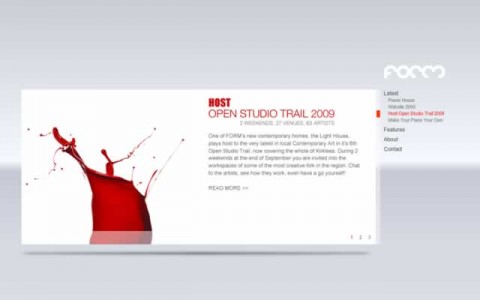 FORM
Latest
Power House
Website 2009
Host Open Studio Trail 2009
Make Your Place Your Own
Features
About
Contact
HOST
OPEN STUDIO TRAIL 2009
2 WEEKENDS, 27 VENUES, 63 ARTISTS
One of FORM's new contemporary homes, the Light House,
plays host to the very latest in local Contemporary Art in it's 6th
Open Studio Trail, now covering the whole of Kirklees. During 2
weekends at the end of September you are invited into the
workspaces of some of the most creative folk in the region. Chat
to the artists, see how they work, even have a go yourself!
READ MORE >>
1 2 3